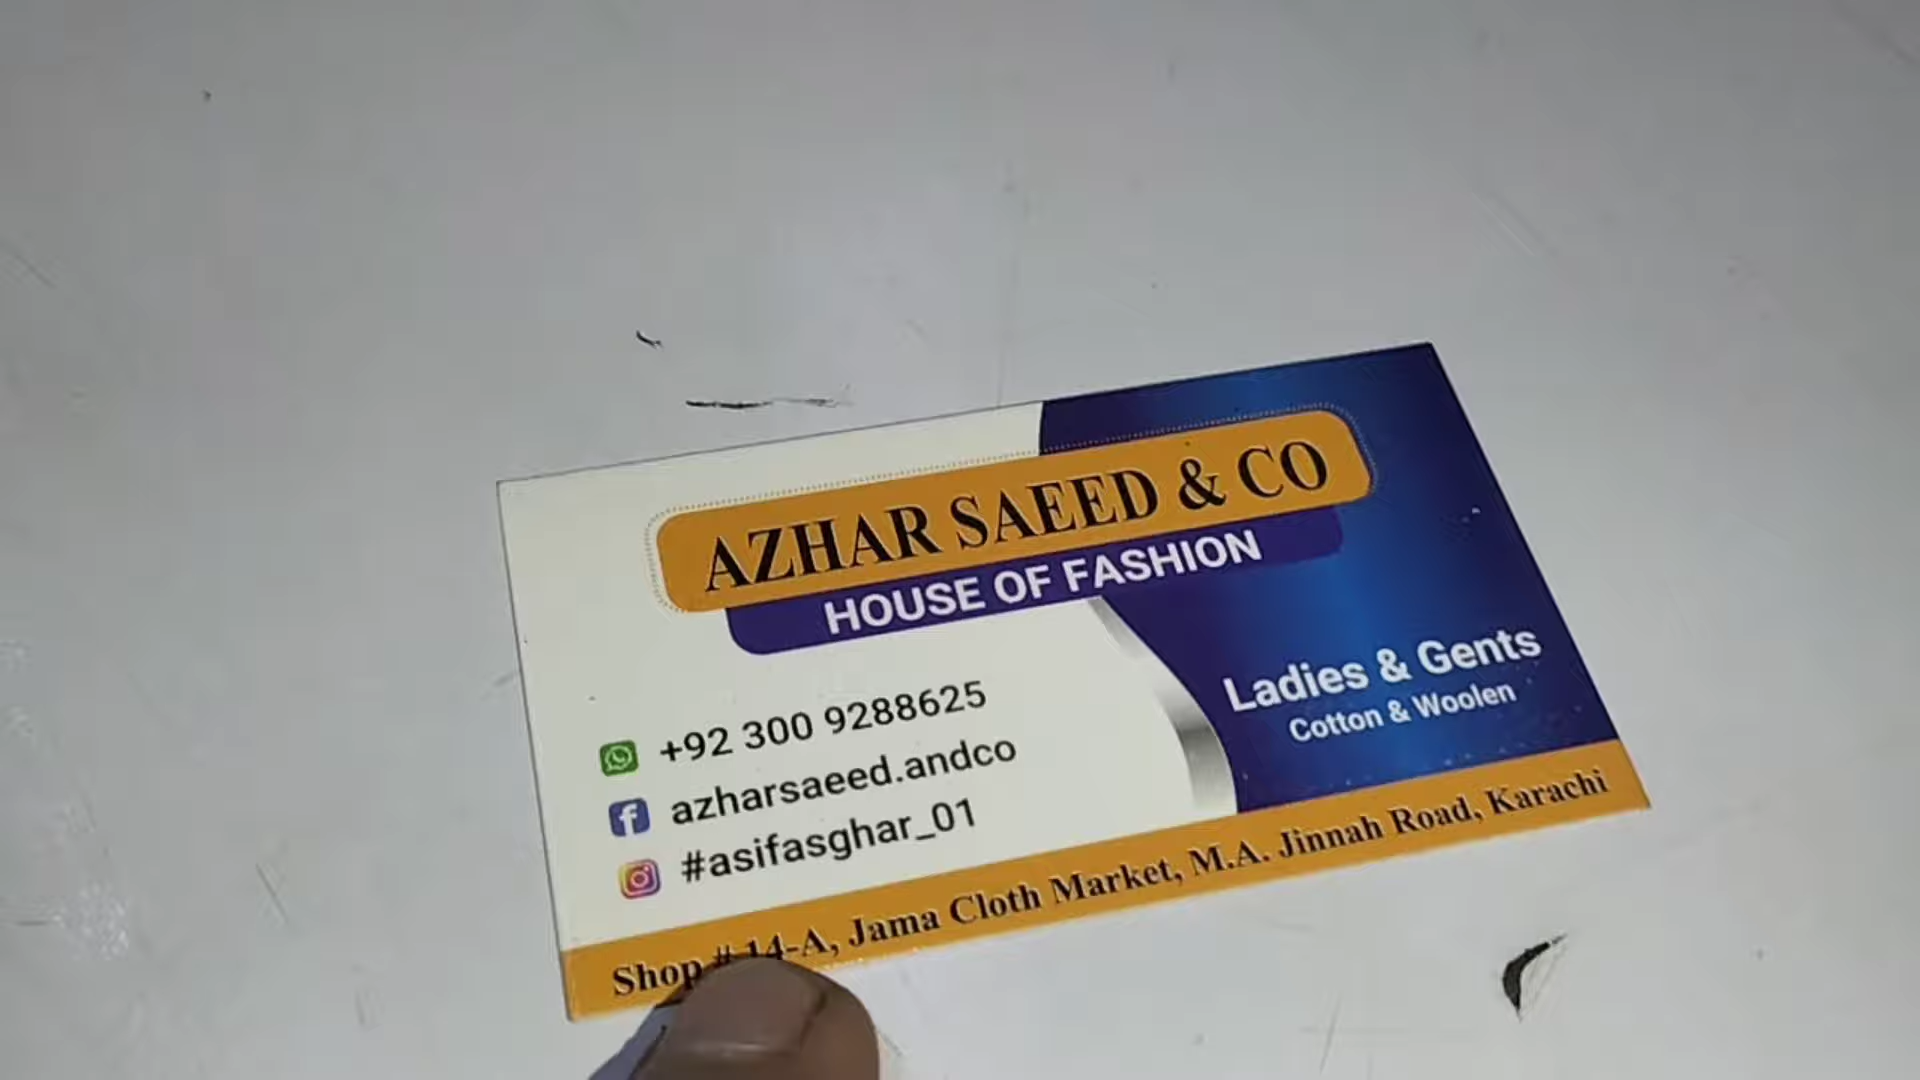 AZHAR SAEED & CO
HOUSE OF FASHION
+92 300 9288625
azharsaeed.andco
#asifasghar_01
Ladies & Gents
Cotton & Woolen
Shop # 14-A, Jama Cloth Market, M.A. Jinnah Road, Karachi